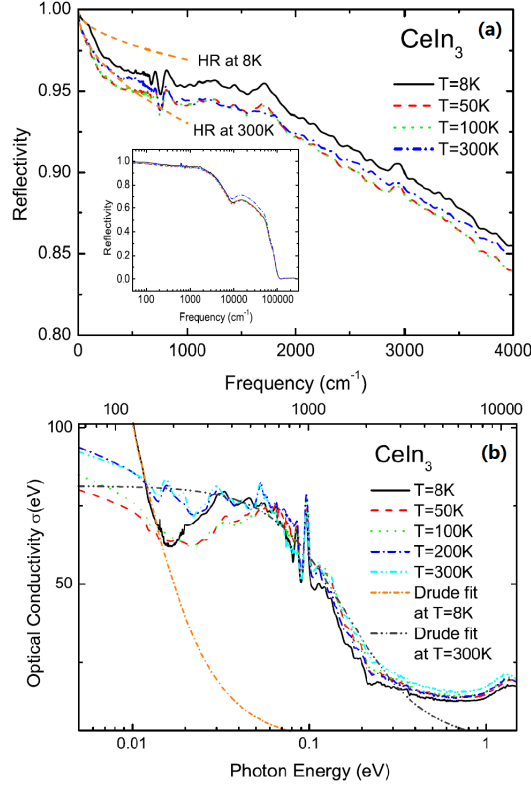 (a)
CeIn3
HR at 8K
HR at 300K
T=8K
T=50K
T=100K
T=300K
Reflectivity
1.00
0.95
0.90
0.85
0.80
Reflectivity
1.0
0.8
0.6
0.4
0.2
0.0
100 1000 10000 100000
Frequency (cm-1)
0 1000 2000 3000 4000
Frequency (cm-1)
100 1000 10000
(b)
CeIn3
T=8K
T=50K
T=100K
T=200K
T=300K
Drude fit
at T=8K
Drude fit
at T=300K
Optical Conductivity σ(eV)
100
50
0.01 0.1 1
Photon Energy (eV)